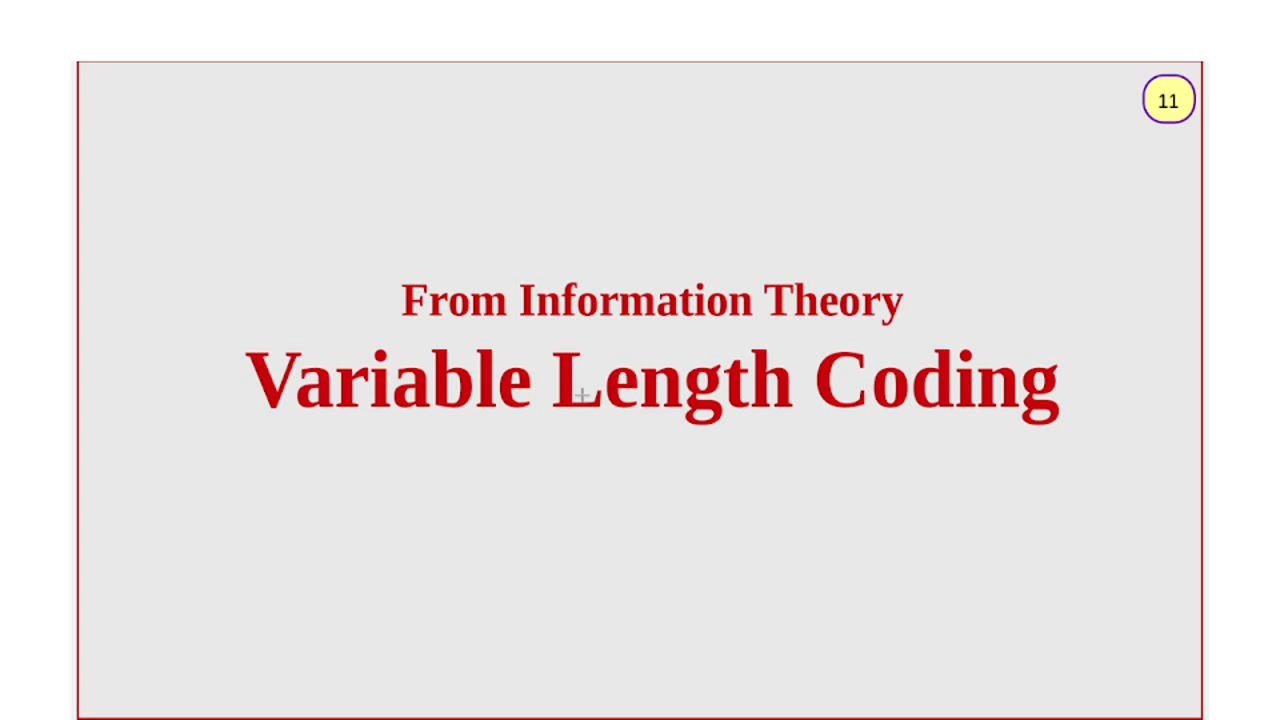 11
From Information Theory
Variable Length Coding